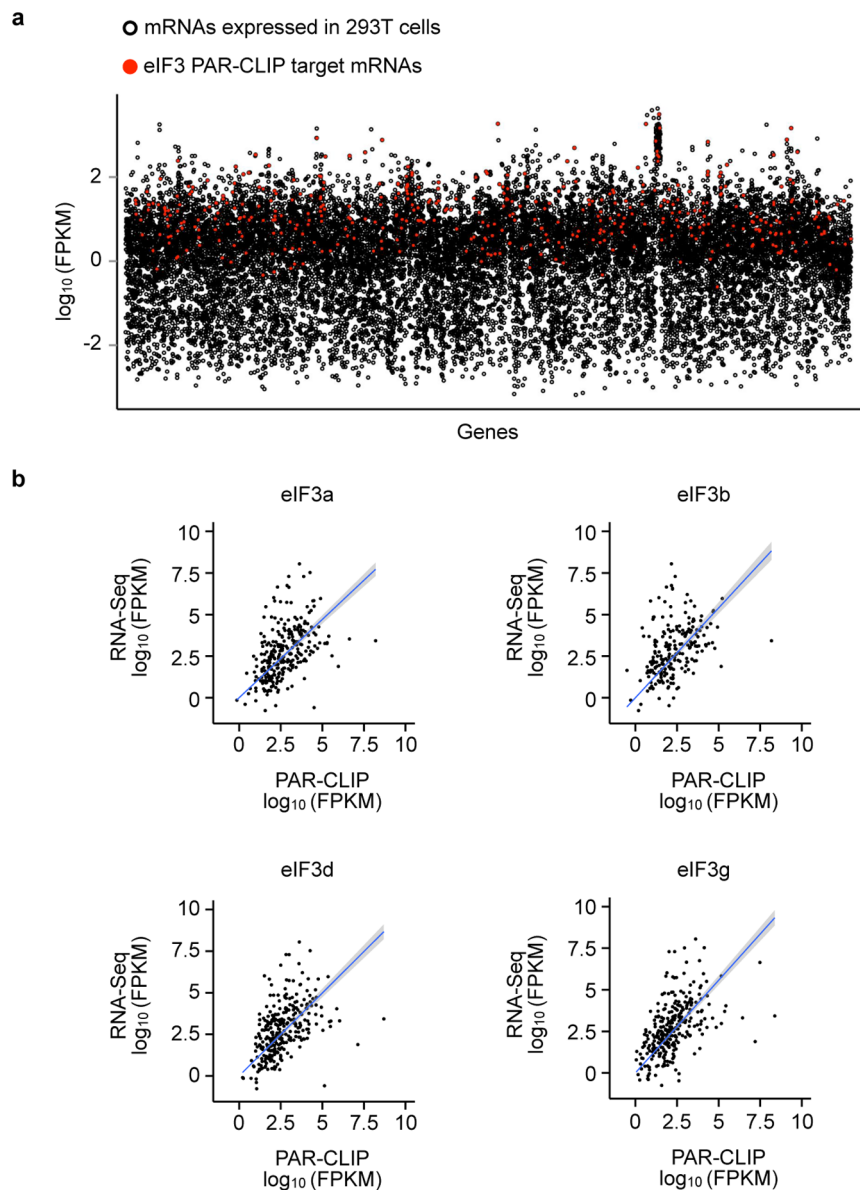 a
mRNAs expressed in 293T cells
eIF3 PAR-CLIP target mRNAs
log10 (FPKM)
2
0
-2
Genes
b
eIF3a
RNA-Seq
log10 (FPKM)
10
7.5
5
2.5
0
0 2.5 5 7.5 10
PAR-CLIP
log10 (FPKM)
eIF3b
RNA-Seq
log10 (FPKM)
10
7.5
5
2.5
0
0 2.5 5 7.5 10
PAR-CLIP
log10 (FPKM)
eIF3d
RNA-Seq
log10 (FPKM)
10
7.5
5
2.5
0
0 2.5 5 7.5 10
PAR-CLIP
log10 (FPKM)
eIF3g
RNA-Seq
log10 (FPKM)
10
7.5
5
2.5
0
0 2.5 5 7.5 10
PAR-CLIP
log10 (FPKM)